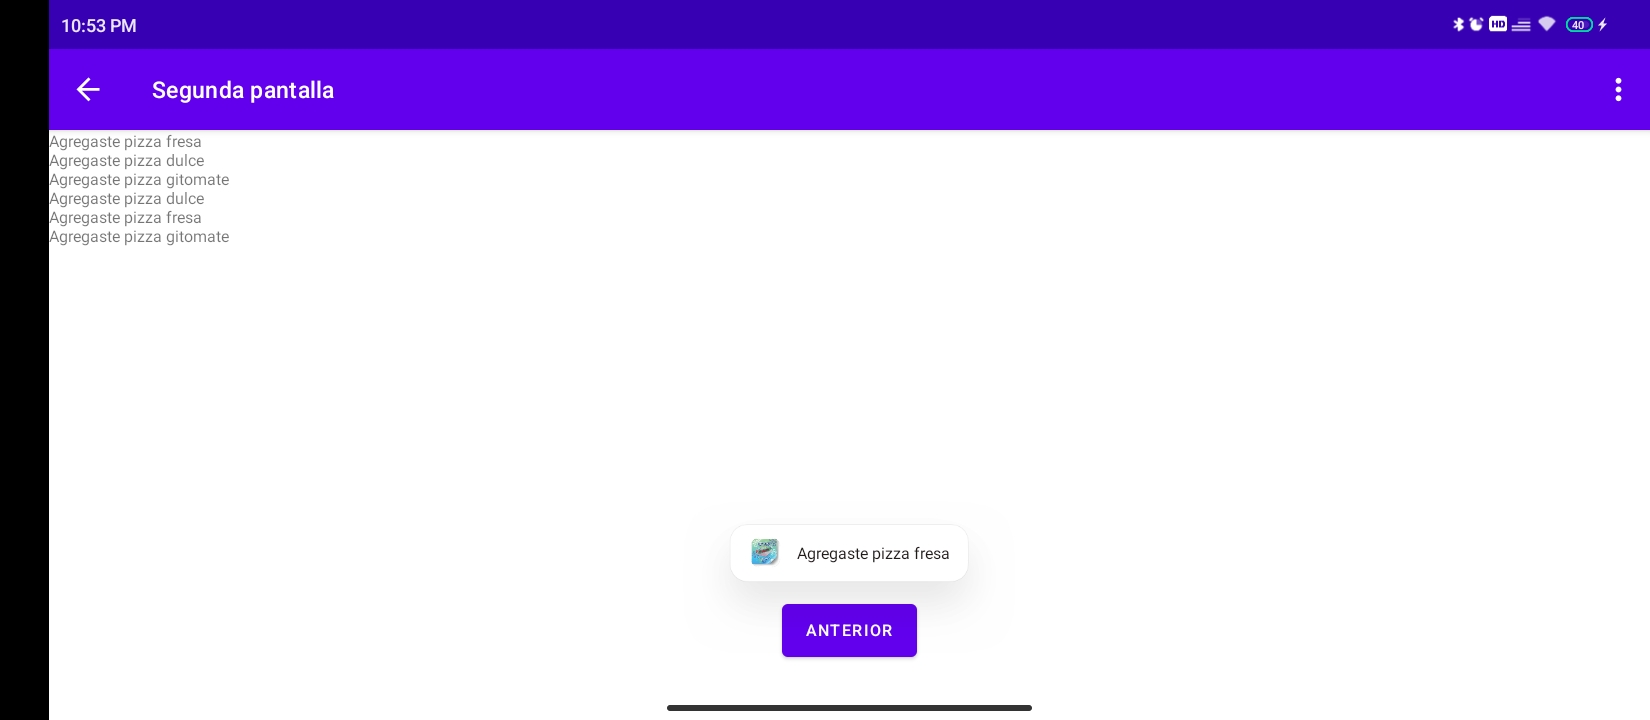 10:53 PM
HD
40
Segunda pantalla
Agregaste pizza fresa
Agregaste pizza dulce
Agregaste pizza gitomate
Agregaste pizza dulce
Agregaste pizza fresa
Agregaste pizza gitomate
Agregaste pizza fresa
ANTERIOR